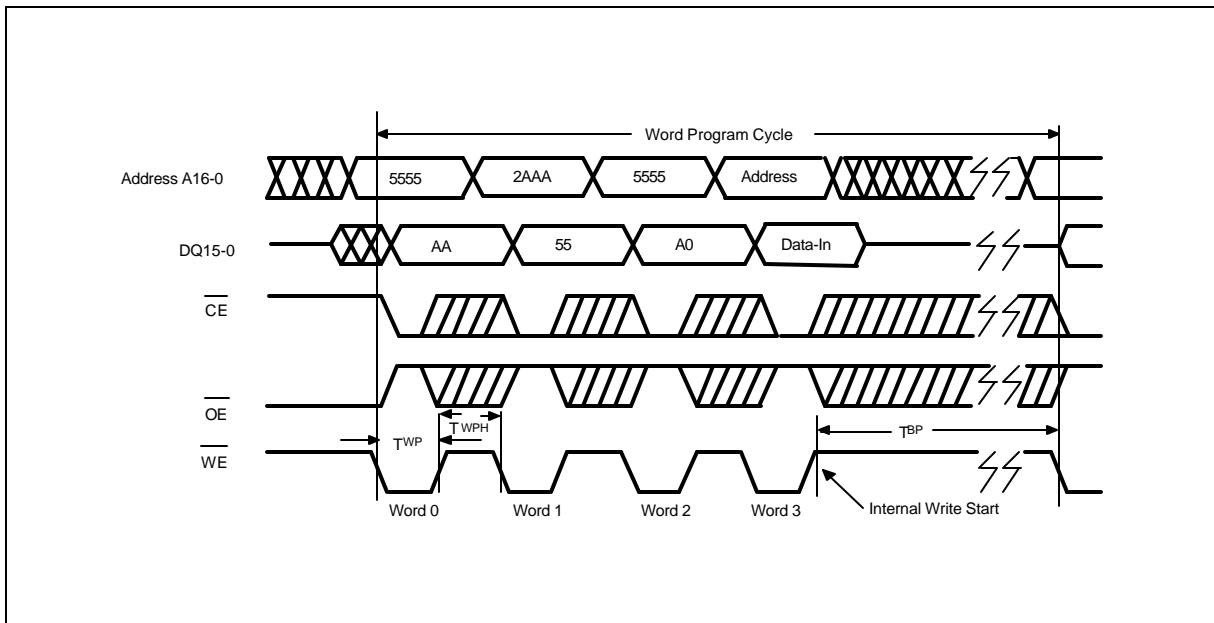 Word Program Cycle
Address A16-0
5555
2AAA
5555
Address
DQ15-0
AA
55
A0
Data-In
CE
OE
TWP
TWPH
TBP
WE
Word 0
Word 1
Word 2
Word 3
Internal Write Start